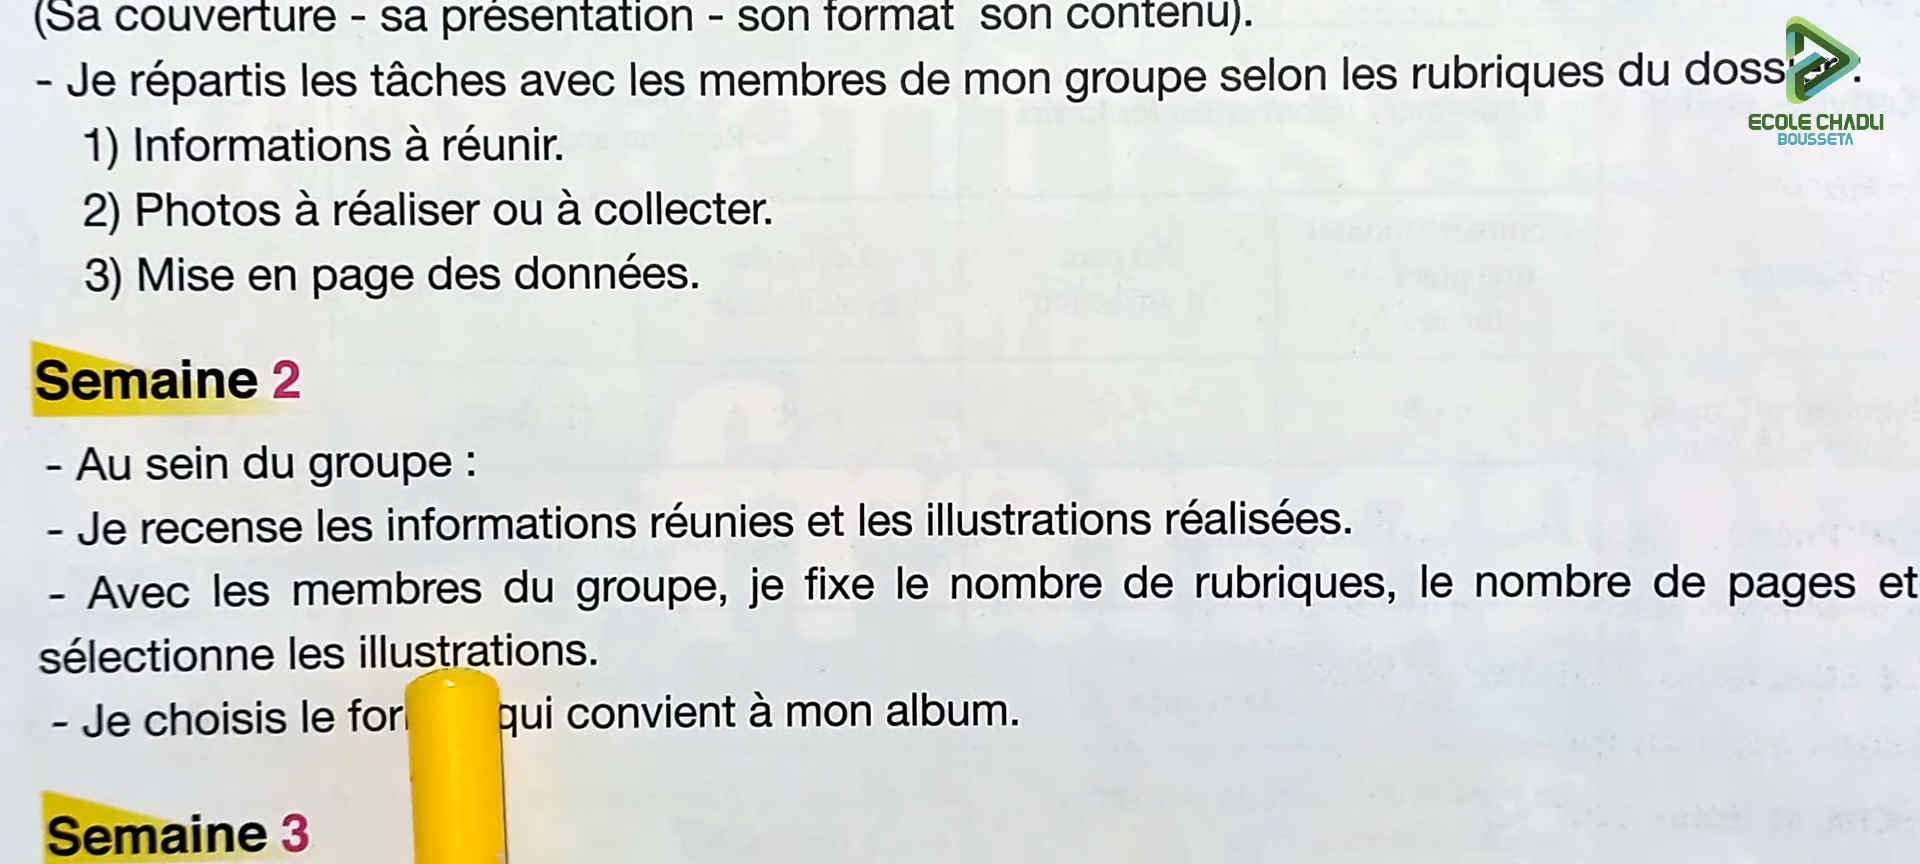 (Sa couverture - sa présentation - son format son contenu).
- Je répartis les tâches avec les membres de mon groupe selon les rubriques du
1) Informations à réunir.
2) Photos à réaliser ou à collecter.
3) Mise en page des données.
Semaine 2
- Au sein du groupe :
- Je recense les informations réunies et les illustrations réalisées.
- Avec les membres du groupe, je fixe le nombre de rubriques, le nombre de pages et
sélectionne les illustrations.
- Je choisis le qui convient à mon album.
Semaine 3
ECOLE CHADLI
BOUSSETA